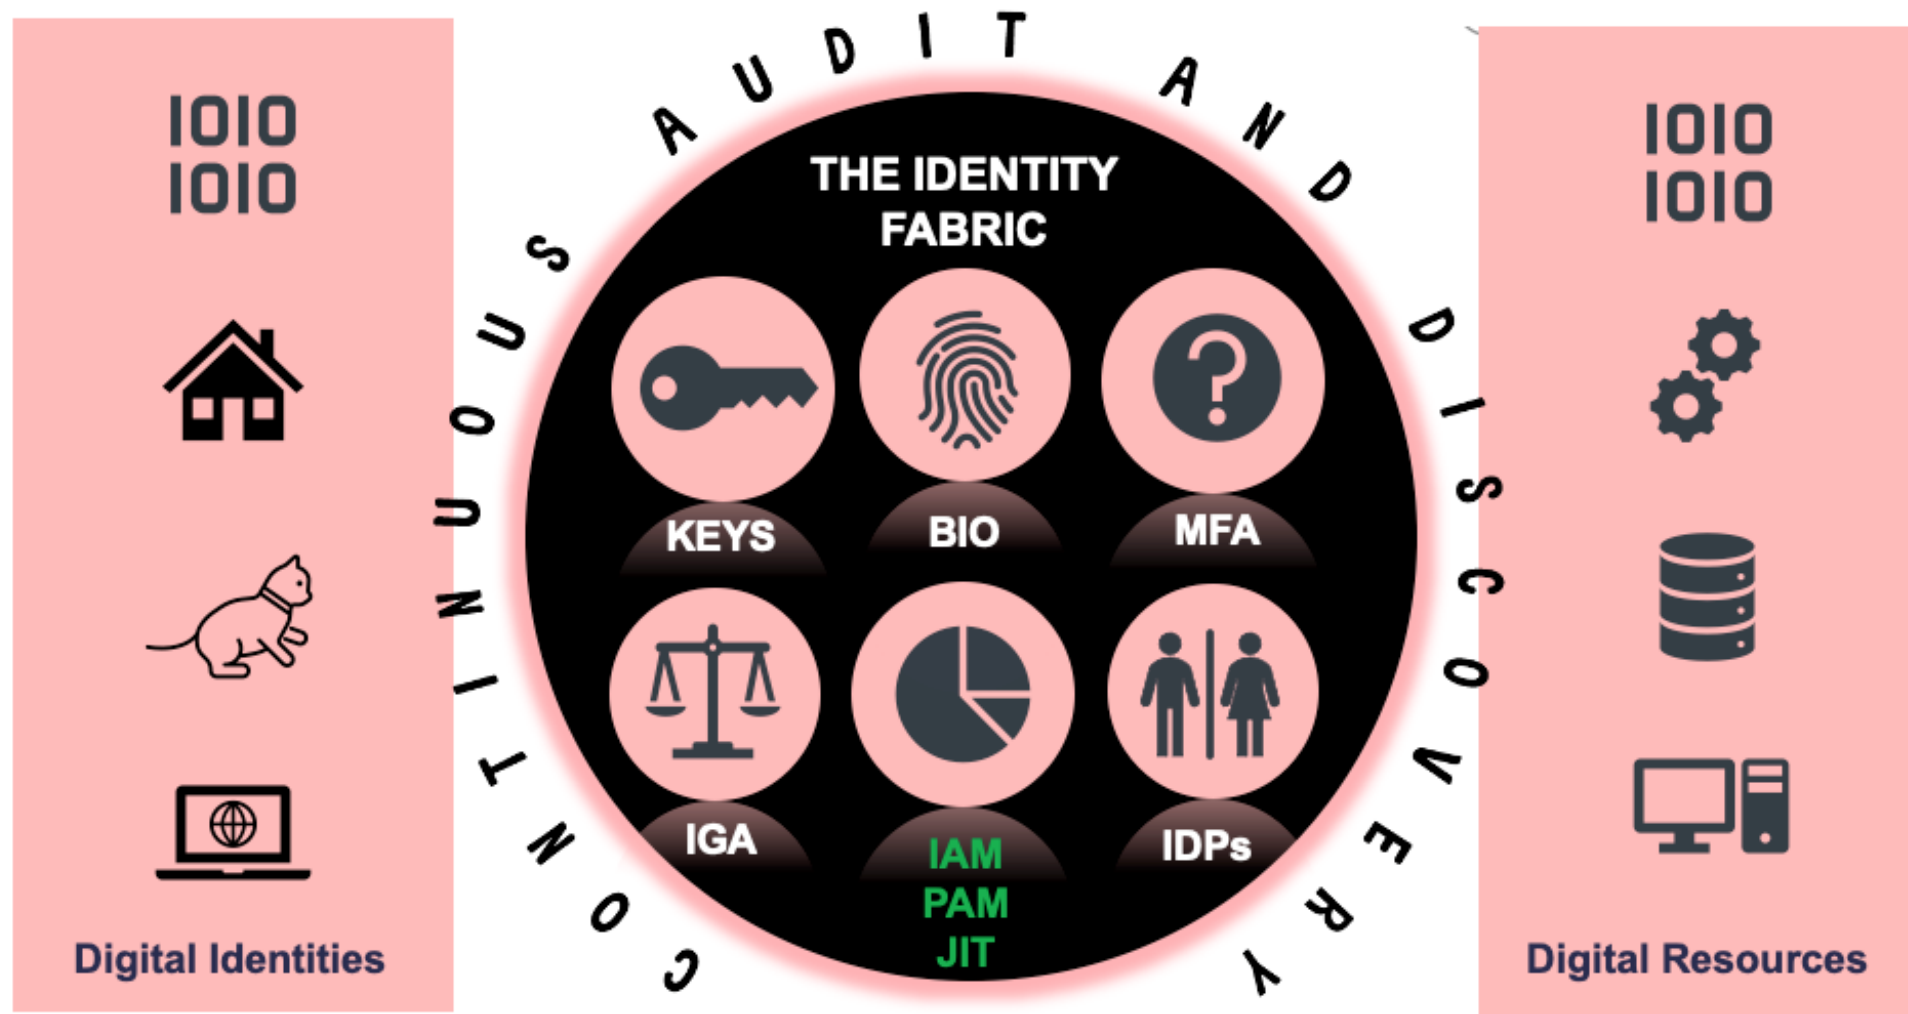 1010
1010
Digital Identities
CONTINUOUS AUDIT AND DISCOVERY
THE IDENTITY
FABRIC
KEYS
BIO
MFA
IGA
IAM
PAM
JIT
IDPs
1010
1010
Digital Resources